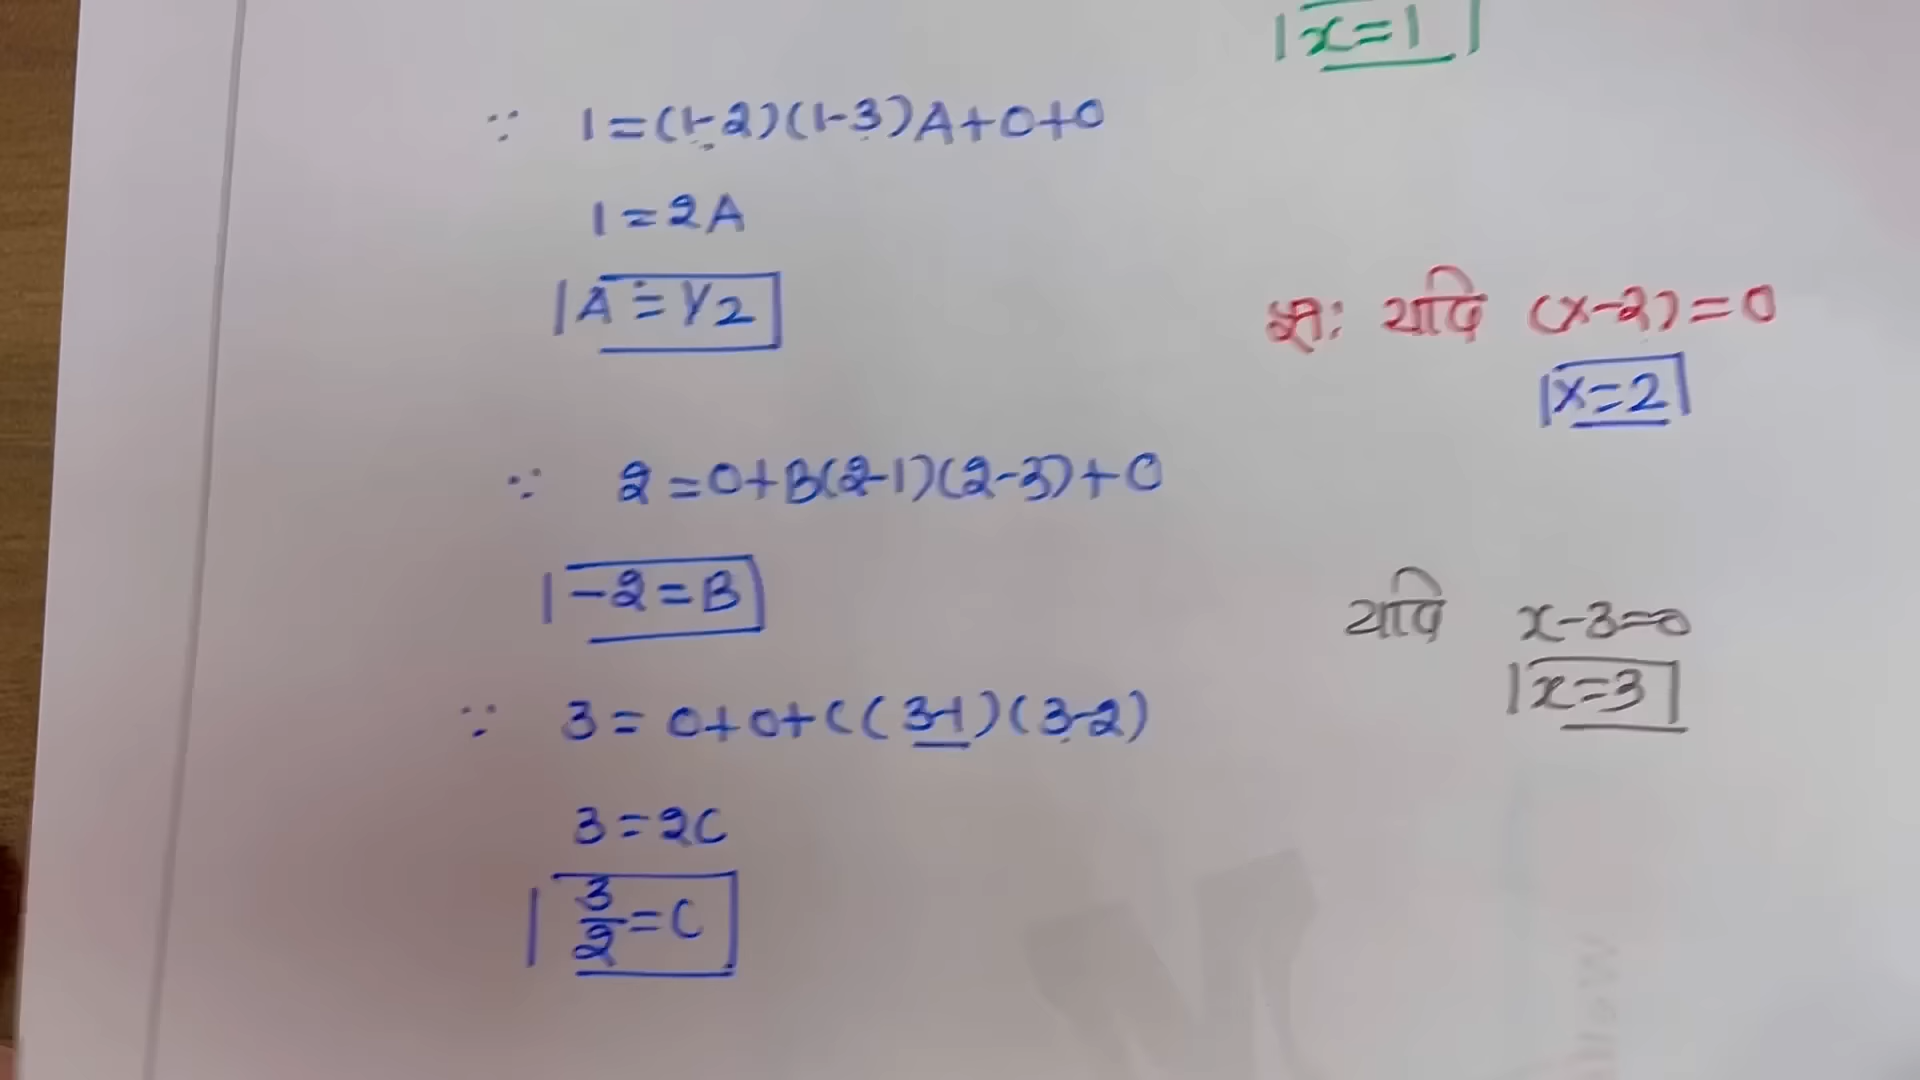 x=1
∵ 1=(1-2)(1-3)A+0+0
1=2A
A=1/2
यदि (x-2)=0
x=2
∵ 2=0+B(2-1)(2-3)+0
-2=B
यदि x-3=0
x=3
∵ 3=0+0+C(3-1)(3-2)
3=2C
3/2=C